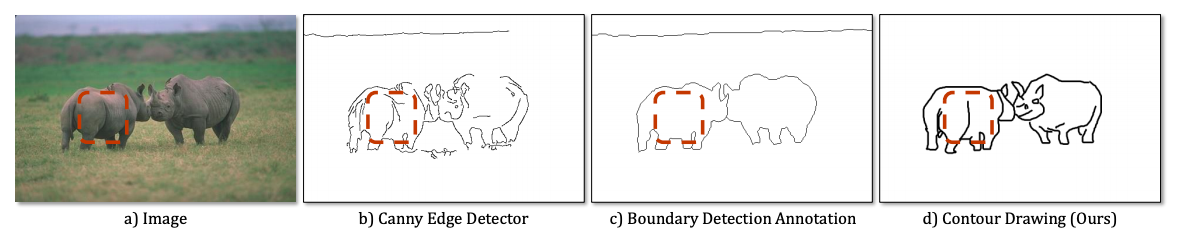 a) Image
b) Canny Edge Detector
c) Boundary Detection Annotation
d) Contour Drawing (Ours)